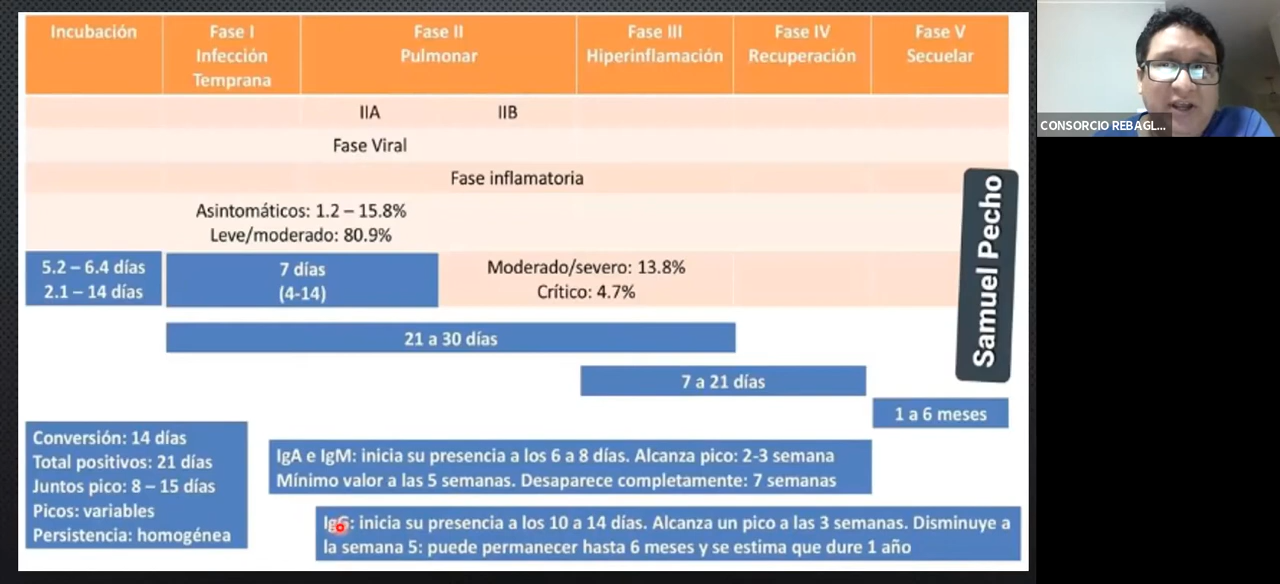 Incubación
Fase I
Infección
Temprana
Fase II
Pulmonar
Fase III
Hiperinflamación
Fase IV
Recuperación
Fase V
Secuelar
IIA
IIB
Fase Viral
Fase inflamatoria
Asintomáticos: 1.2 – 15.8%
Leve/moderado: 80.9%
5.2 – 6.4 días
2.1 – 14 días
7 días
(4-14)
Moderado/severo: 13.8%
Crítico: 4.7%
21 a 30 días
7 a 21 días
1 a 6 meses
Conversión: 14 días
Total positivos: 21 días
Juntos pico: 8 – 15 días
Picos: variables
Persistencia: homogénea
IgA e IgM: inicia su presencia a los 6 a 8 días. Alcanza pico: 2-3 semana
Mínimo valor a las 5 semanas. Desaparece completamente: 7 semanas
IgG: inicia su presencia a los 10 a 14 días. Alcanza un pico a las 3 semanas. Disminuye a
la semana 5: puede permanecer hasta 6 meses y se estima que dure 1 año
Samuel Pecho
CONSORCIO REBAGL...